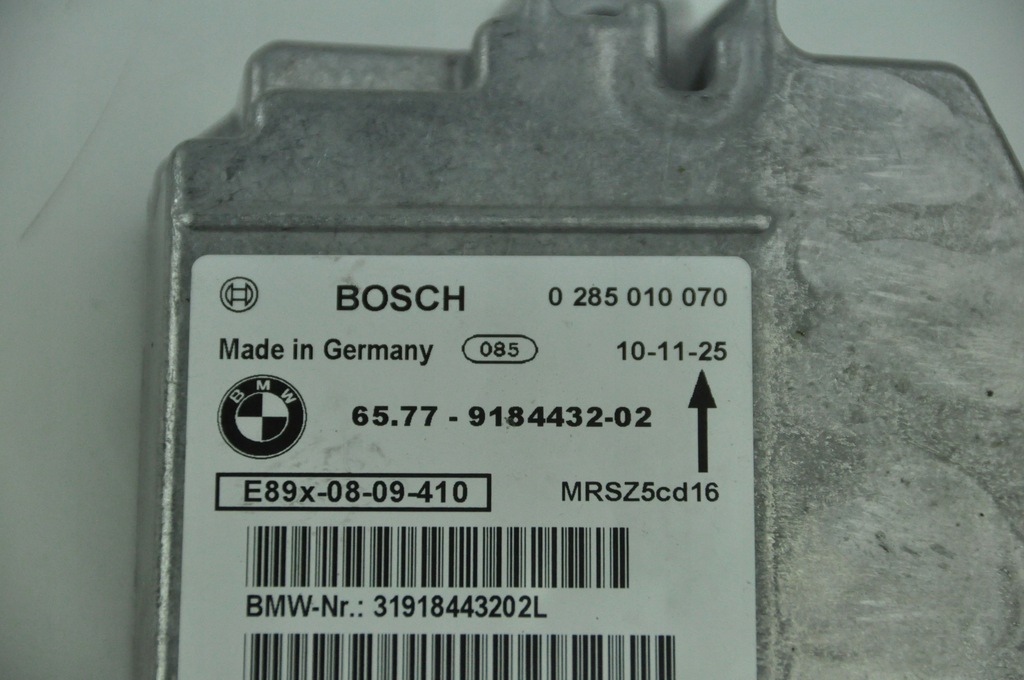 BOSCH 0 285 010 070
Made in Germany 085 10-11-25
BMW 65.77 - 9184432-02
E89x-08-09-410 MRSZ5cd16
BMW-Nr.: 31918443202L